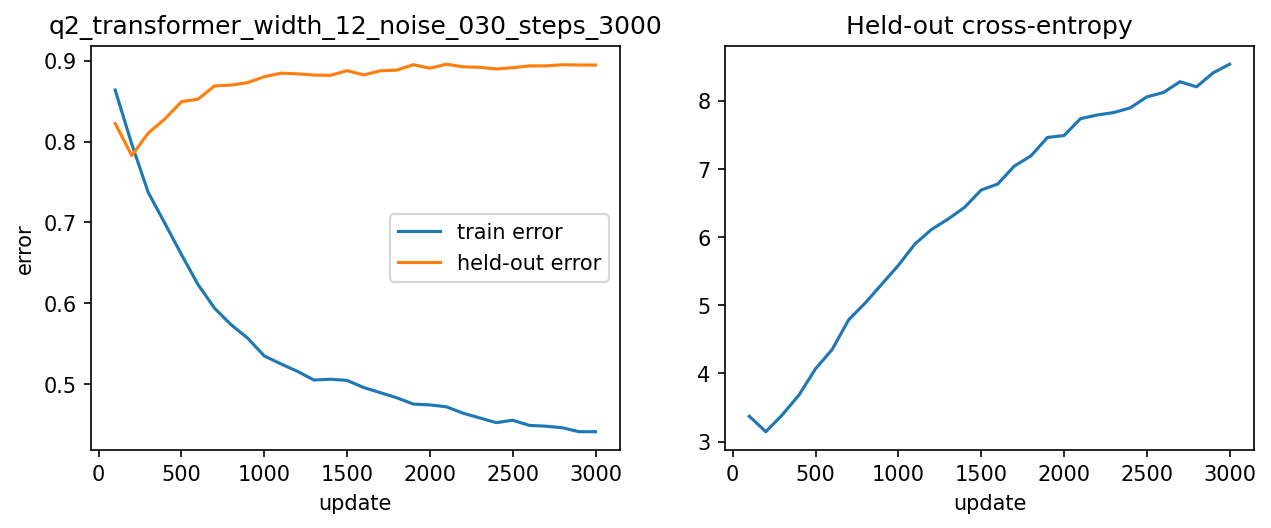 q2_transformer_width_12_noise_030_steps_3000
error
0.9
0.8
0.7
0.6
0.5
train error
held-out error
0 500 1000 1500 2000 2500 3000
update
Held-out cross-entropy
8
7
6
5
4
3
0 500 1000 1500 2000 2500 3000
update